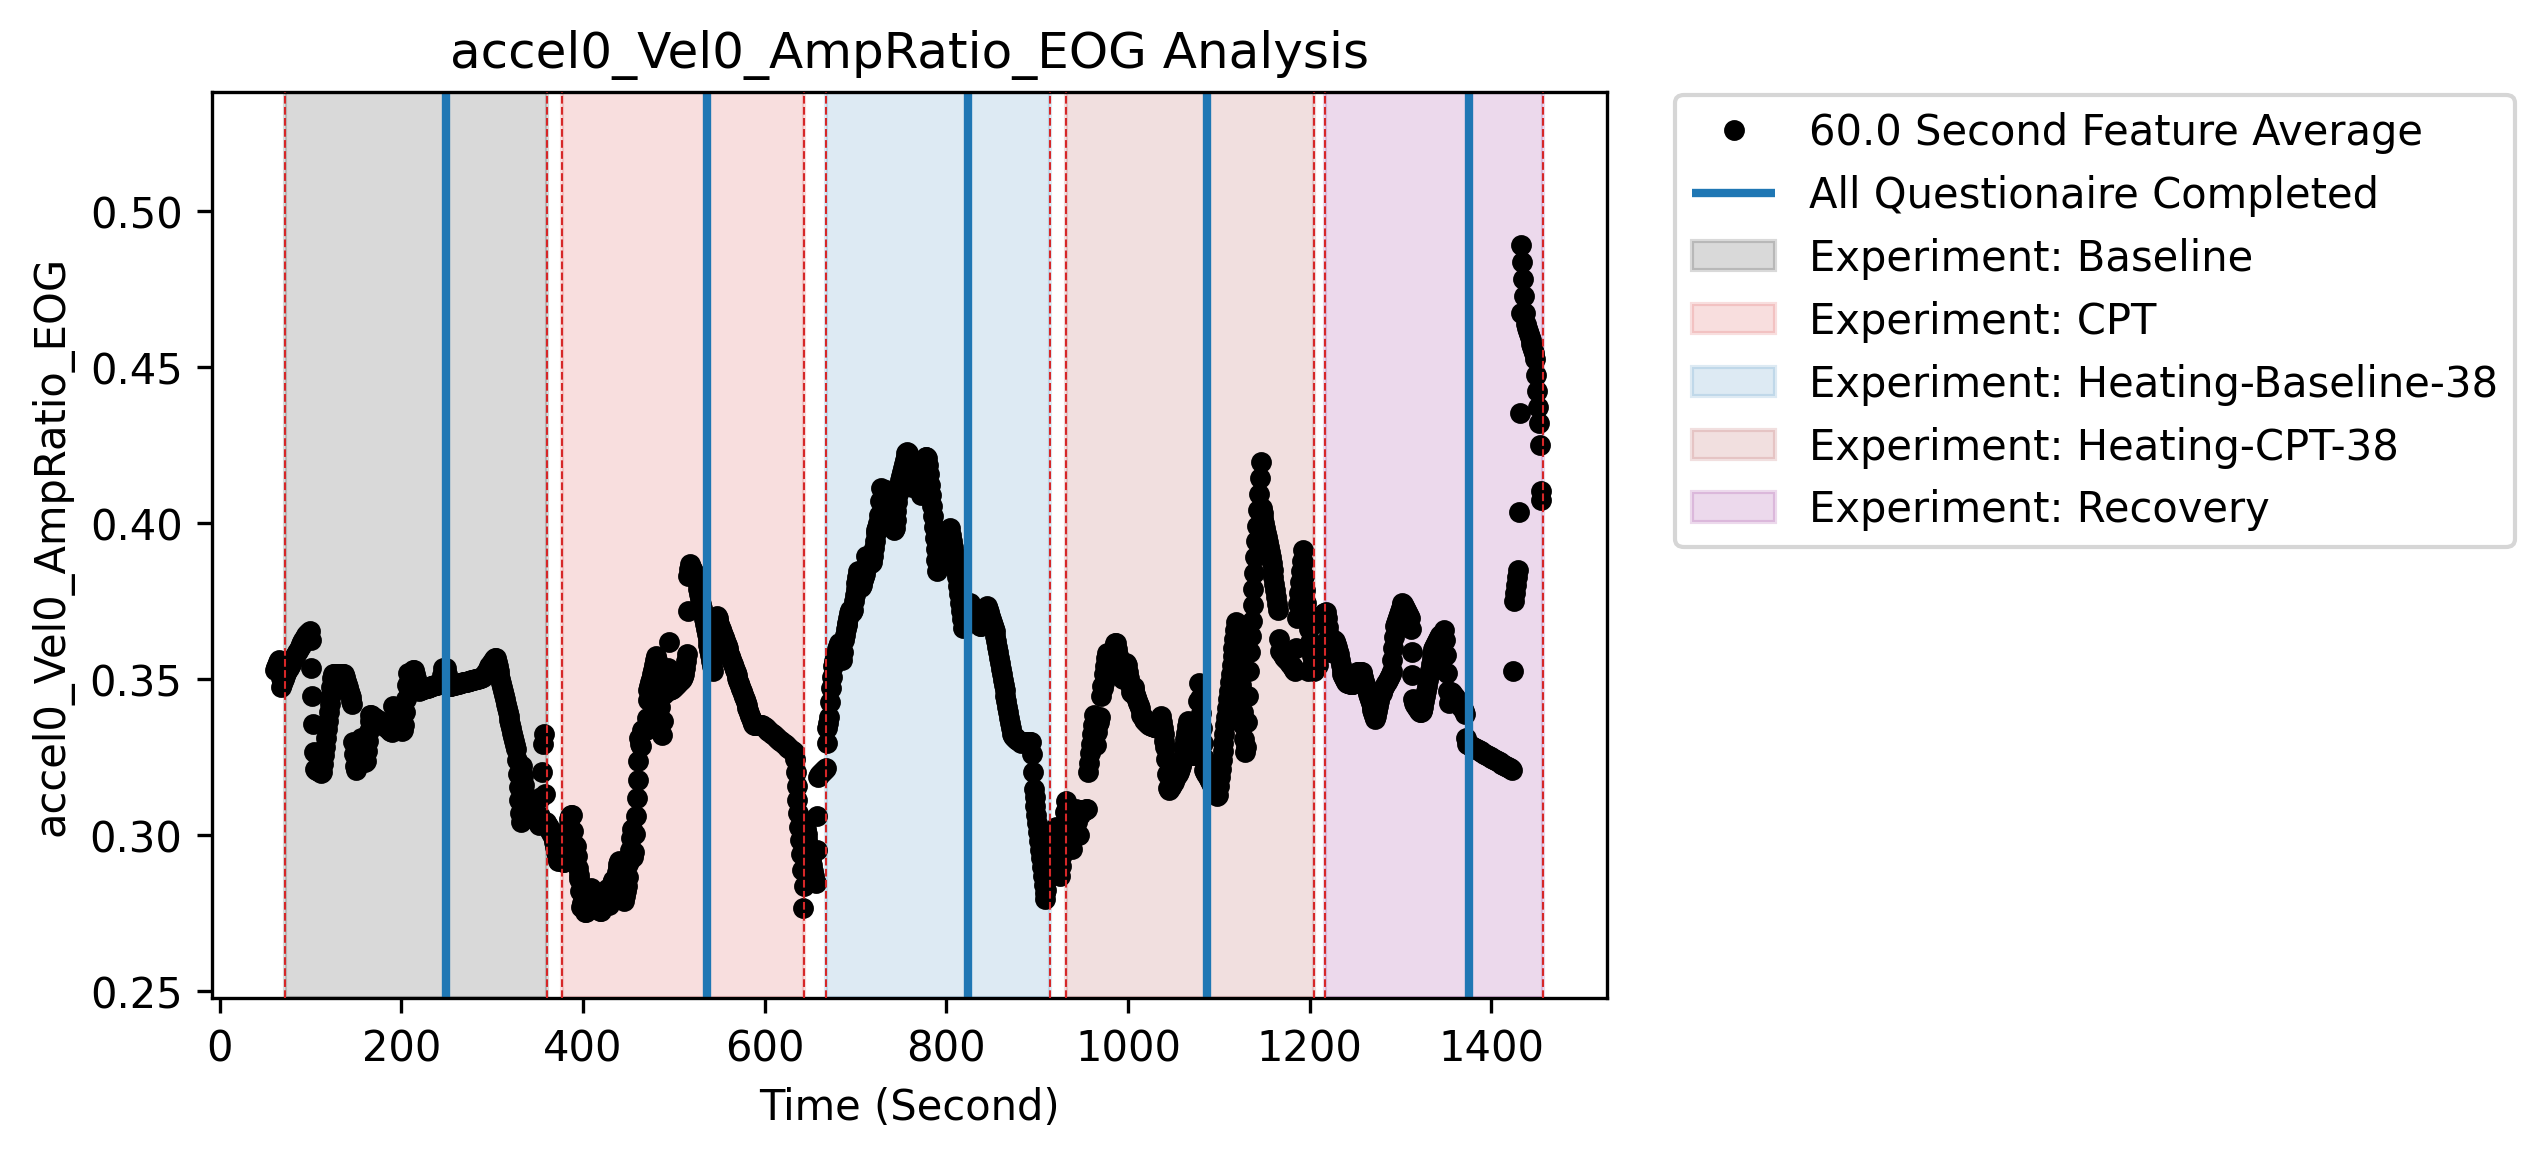 accel0_Vel0_AmpRatio_EOG Analysis
accel0_Vel0_AmpRatio_EOG
0.50
0.45
0.40
0.35
0.30
0.25
0 200 400 600 800 1000 1200 1400
Time (Second)
60.0 Second Feature Average
All Questionaire Completed
Experiment: Baseline
Experiment: CPT
Experiment: Heating-Baseline-38
Experiment: Heating-CPT-38
Experiment: Recovery